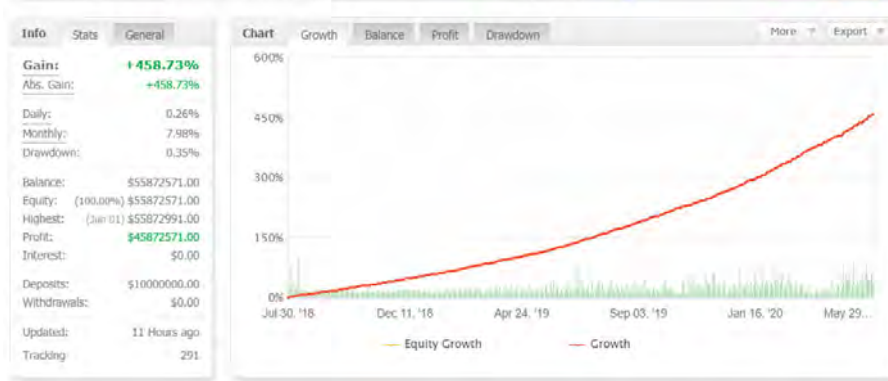 Info Stats General
Gain: +458.73%
Abs. Gain: +458.73%
Daily: 0.26%
Monthly: 7.98%
Drawdown: 0.35%
Balance: $55872571.00
Equity: (100.00%) $55872571.00
Highest: (Jun 01) $55872991.00
Profit: $45872571.00
Interest: $0.00
Deposits: $10000000.00
Withdrawals: $0.00
Updated: 11 Hours ago
Tracking 291
Chart Growth Balance Profit Drawdown More Export
600%
450%
300%
150%
0%
Jul 30, '18 Dec 11, '18 Apr 24, '19 Sep 03, '19 Jan 16, '20 May 29...
Equity Growth Growth